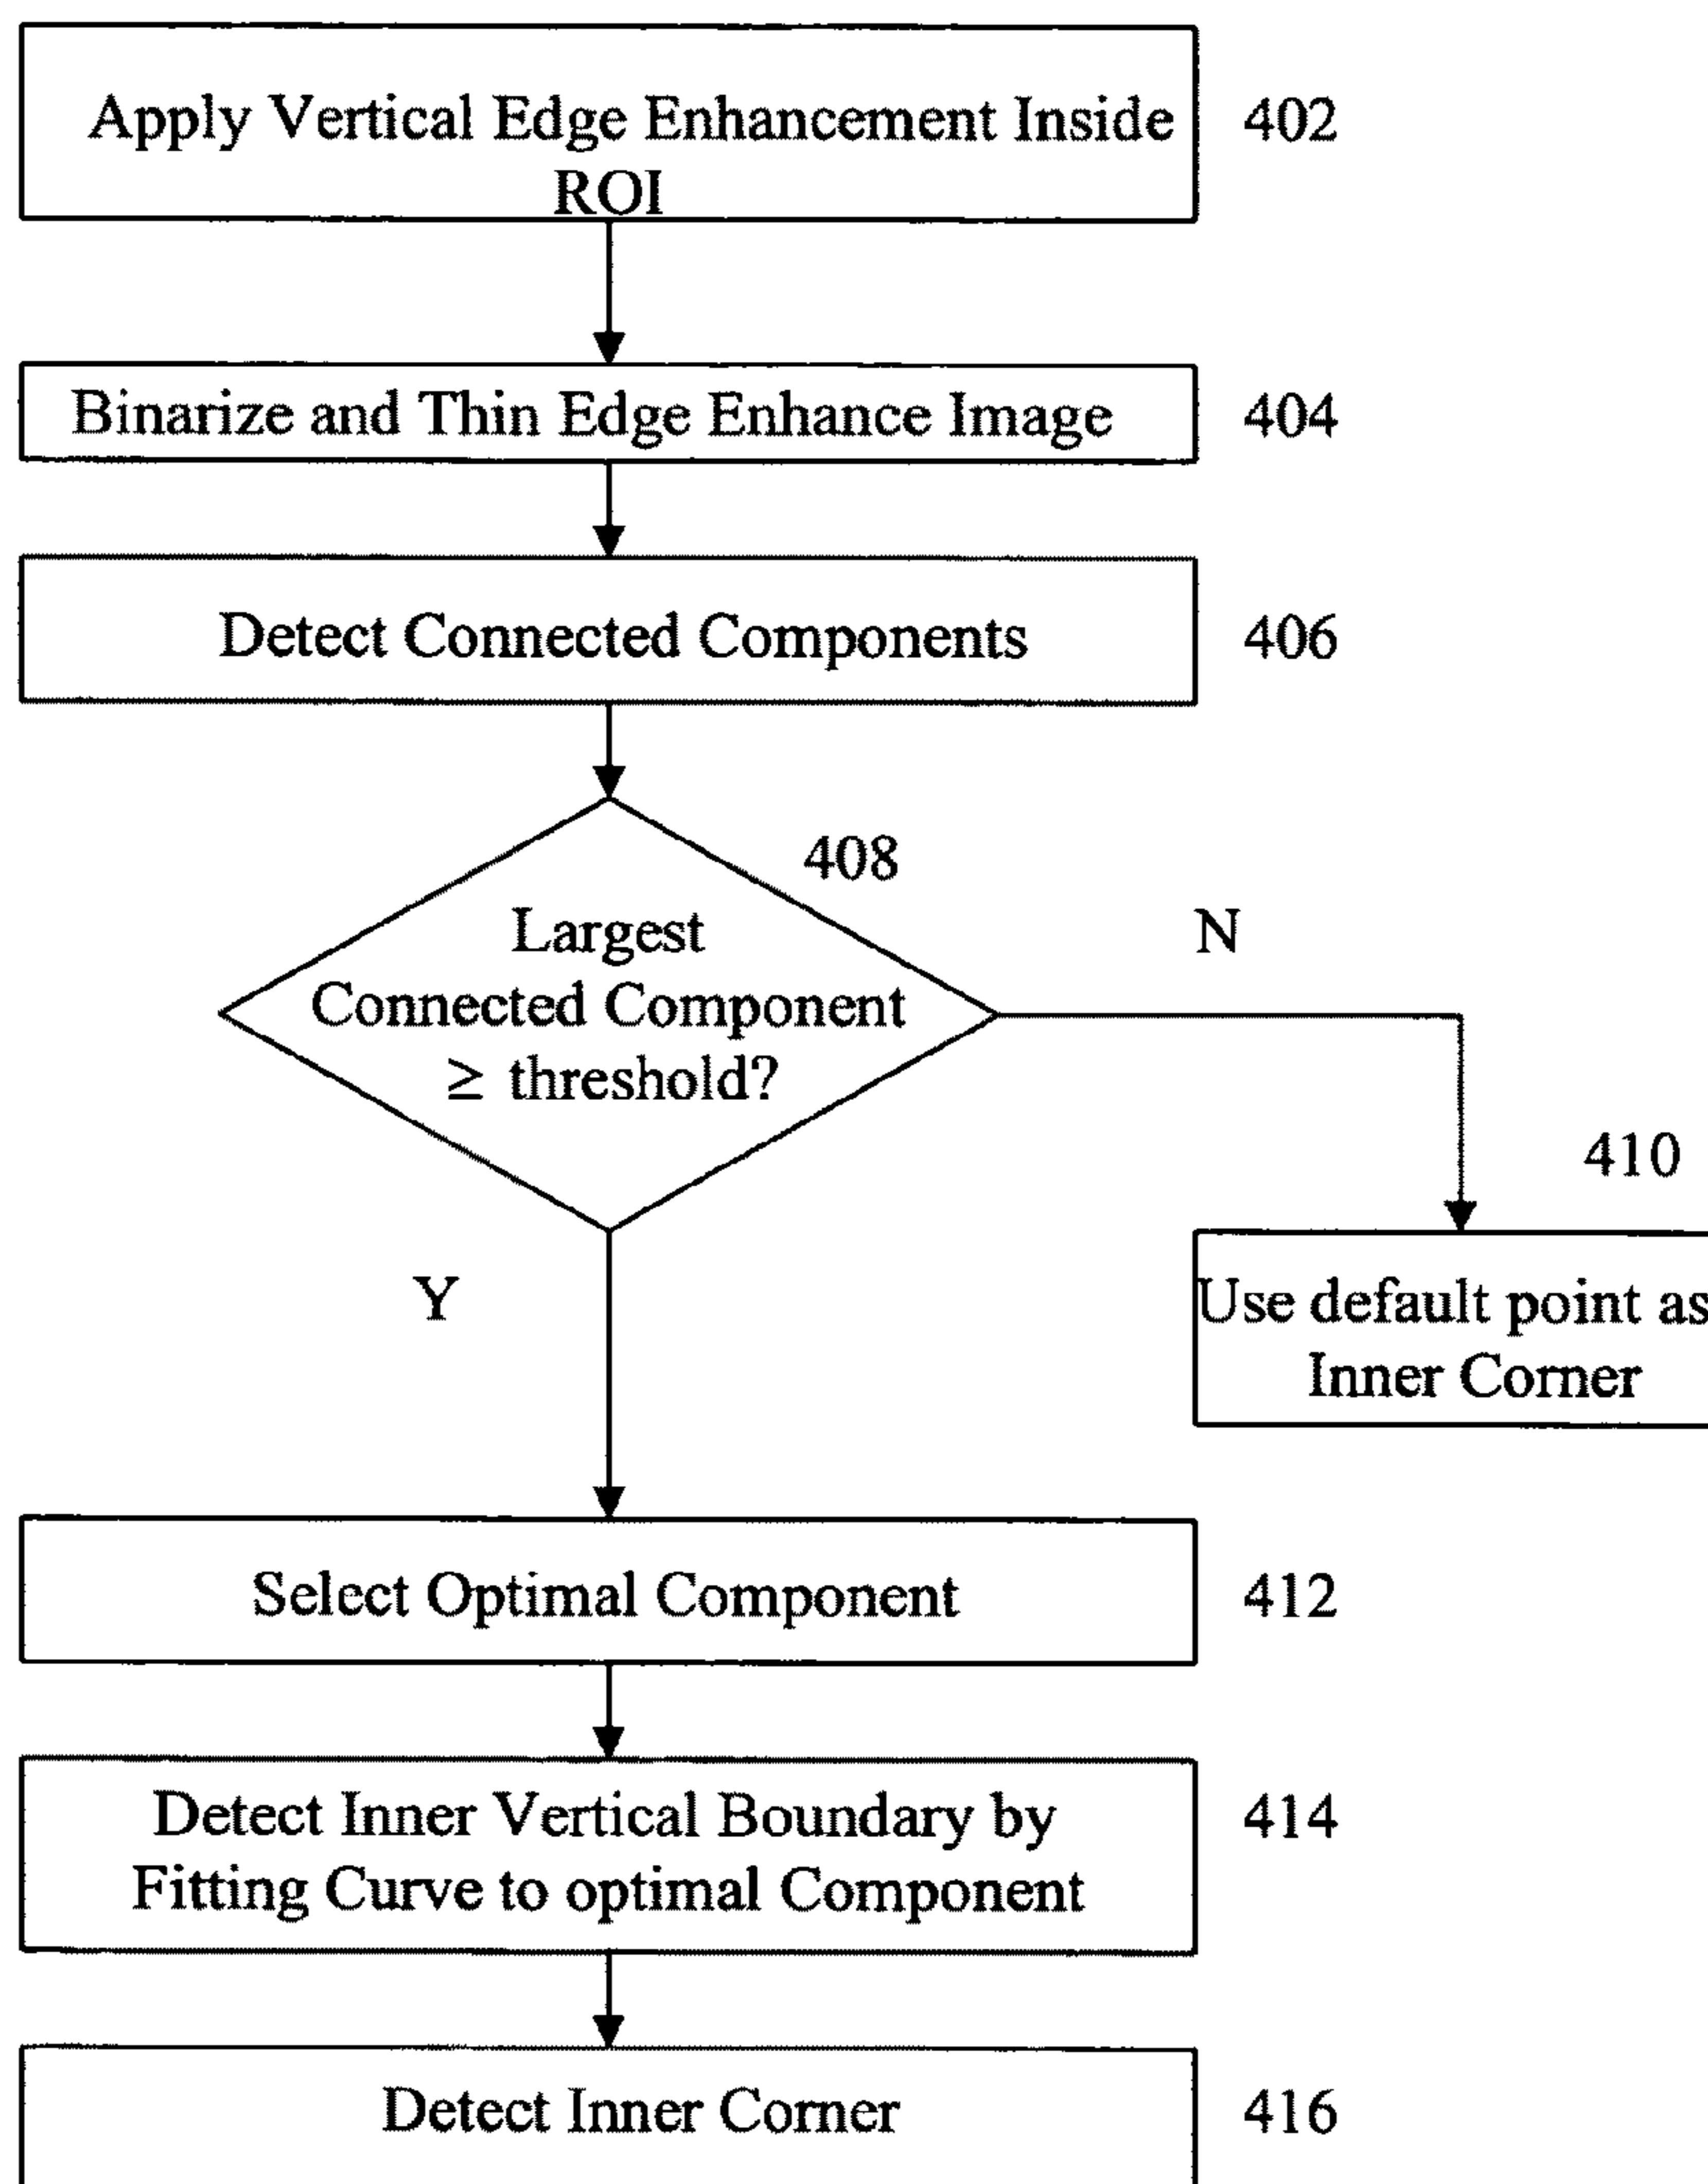 Apply Vertical Edge Enhancement Inside
ROI
402
Binarize and Thin Edge Enhance Image
404
Detect Connected Components
406
408
Largest
Connected Component
≥ threshold?
N
410
Y
Use default point as
Inner Corner
Select Optimal Component
412
Detect Inner Vertical Boundary by
Fitting Curve to optimal Component
414
Detect Inner Corner
416